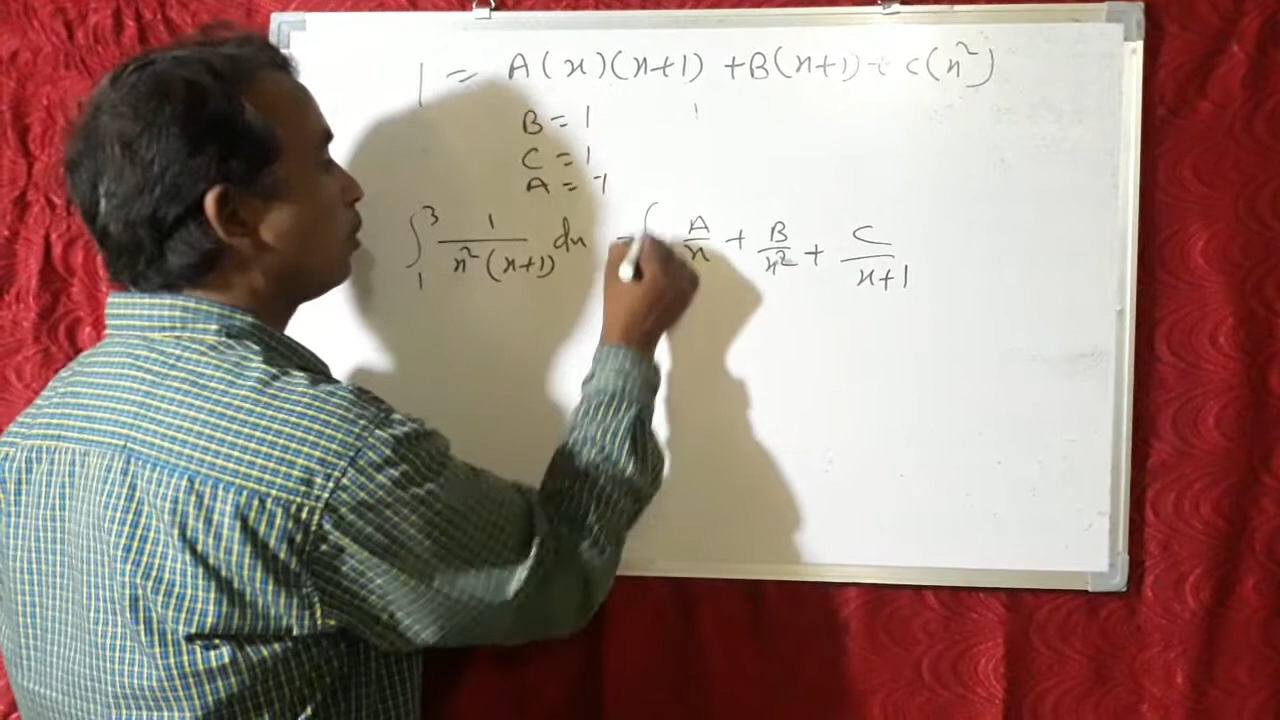 1 = A(x)(x+1) + B(x+1) + C(x²)
B = 1
C = 1
A = -1
∫₁³ 1/x²(x+1) dx = ∫ A/x + B/x² + C/x+1